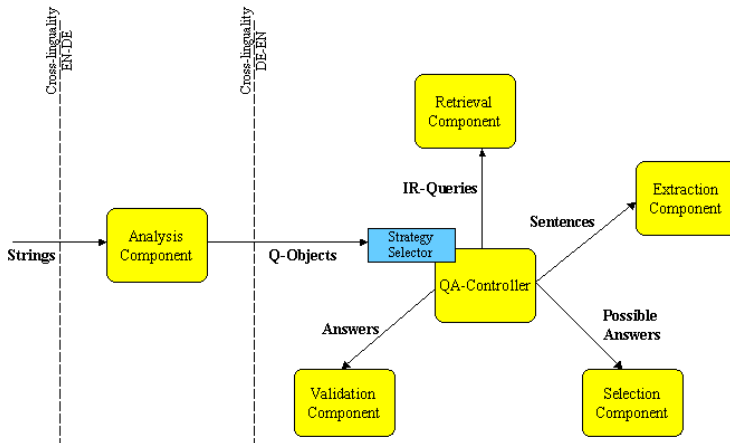 Cross-linguality
EN-DE
Cross-linguality
DE-EN
Retrieval
Component
IR-Queries
Extraction
Component
Sentences
Analysis
Component
Strings
Q-Objects
Strategy
Selector
QA-Controller
Answers
Possible
Answers
Validation
Component
Selection
Component